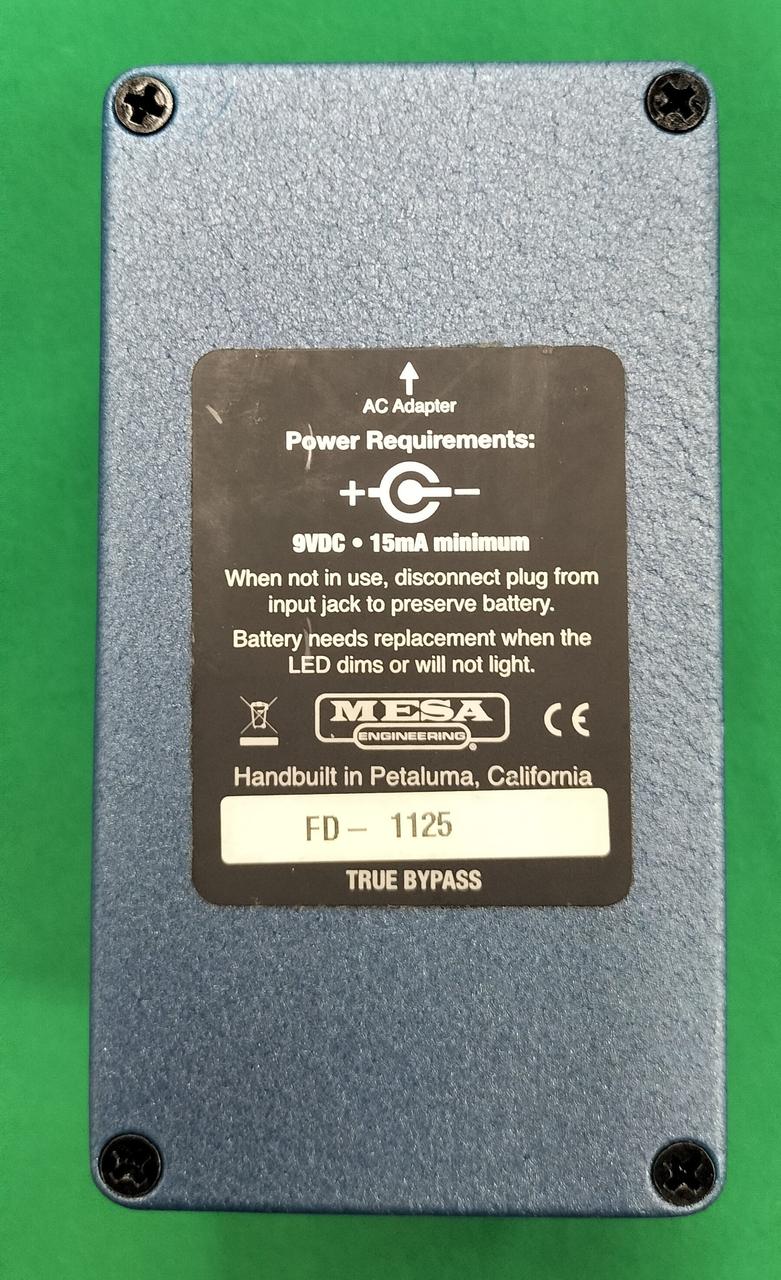 AC Adapter
Power Requirements:
+ −
9VDC • 15mA minimum
When not in use, disconnect plug from
input jack to preserve battery.
Battery needs replacement when the
LED dims or will not light.
MESA
ENGINEERING®
CE
Handbuilt in Petaluma, California
FD – 1125
TRUE BYPASS